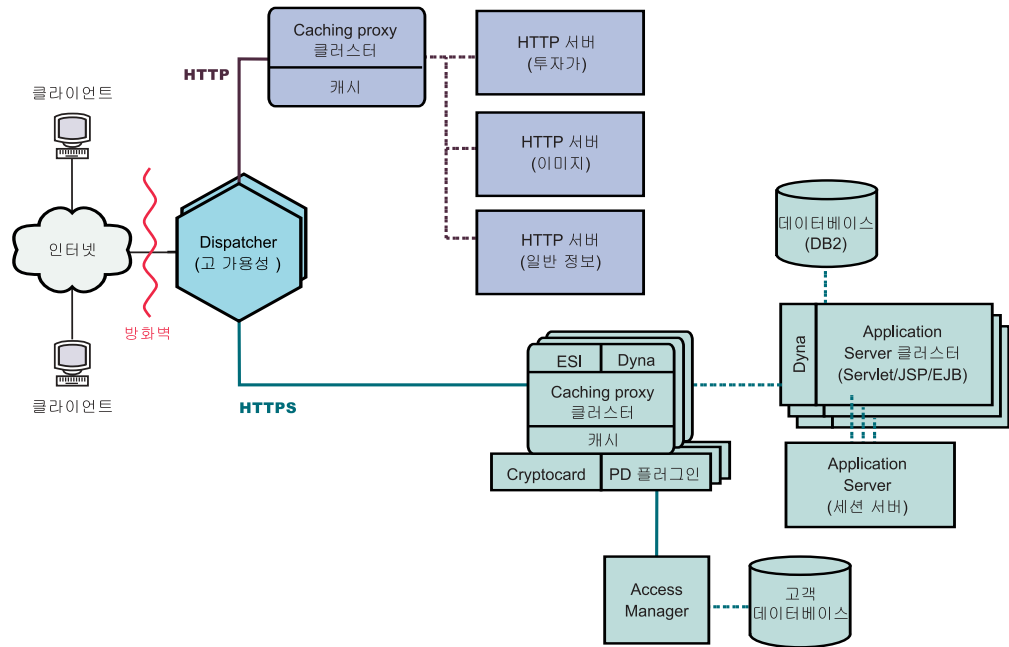 Caching proxy
클러스터
캐시
HTTP
HTTP 서버
(투자가)
HTTP 서버
(이미지)
HTTP 서버
(일반 정보)
클라이언트
인터넷
방화벽
클라이언트
Dispatcher
(고 가용성 )
HTTPS
ESI
Dyna
Caching proxy
클러스터
캐시
Cryptocard
PD 플러그인
데이터베이스
(DB2)
Dyna
Application
Server 클러스터
(Servlet/JSP/EJB)
Application
Server
(세션 서버)
Access
Manager
고객
데이터베이스